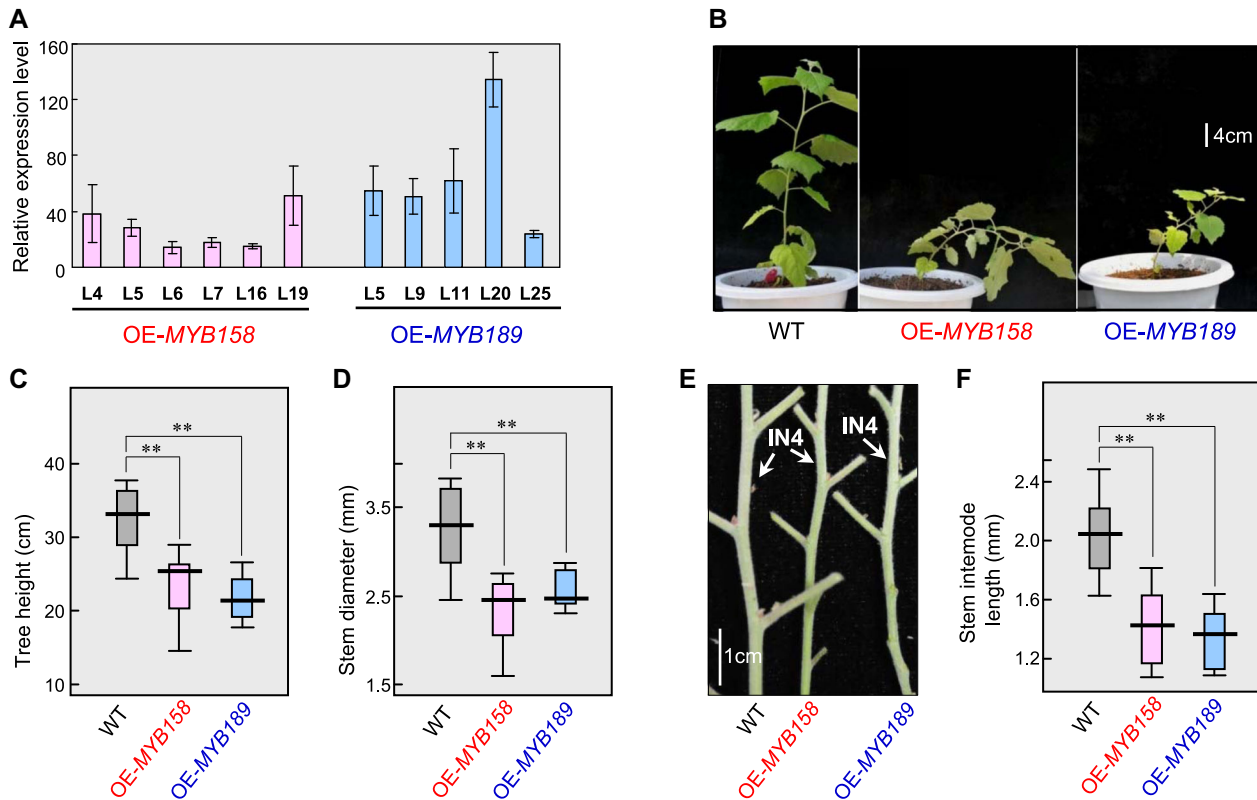 A
Relative expression level
160
120
80
40
0
L4 L5 L6 L7 L16 L19 L5 L9 L11 L20 L25
OE-MYB158 OE-MYB189
B
4cm
WT OE-MYB158 OE-MYB189
C
Tree height (cm)
40
30
20
10
**
**
WT
OE-MYB158
OE-MYB189
D
Stem diameter (mm)
3.5
2.5
1.5
**
**
WT
OE-MYB158
OE-MYB189
E
IN4 IN4
1cm
WT
OE-MYB158
OE-MYB189
F
Stem intemode
length (mm)
2.4
2.0
1.6
1.2
**
**
WT
OE-MYB158
OE-MYB189